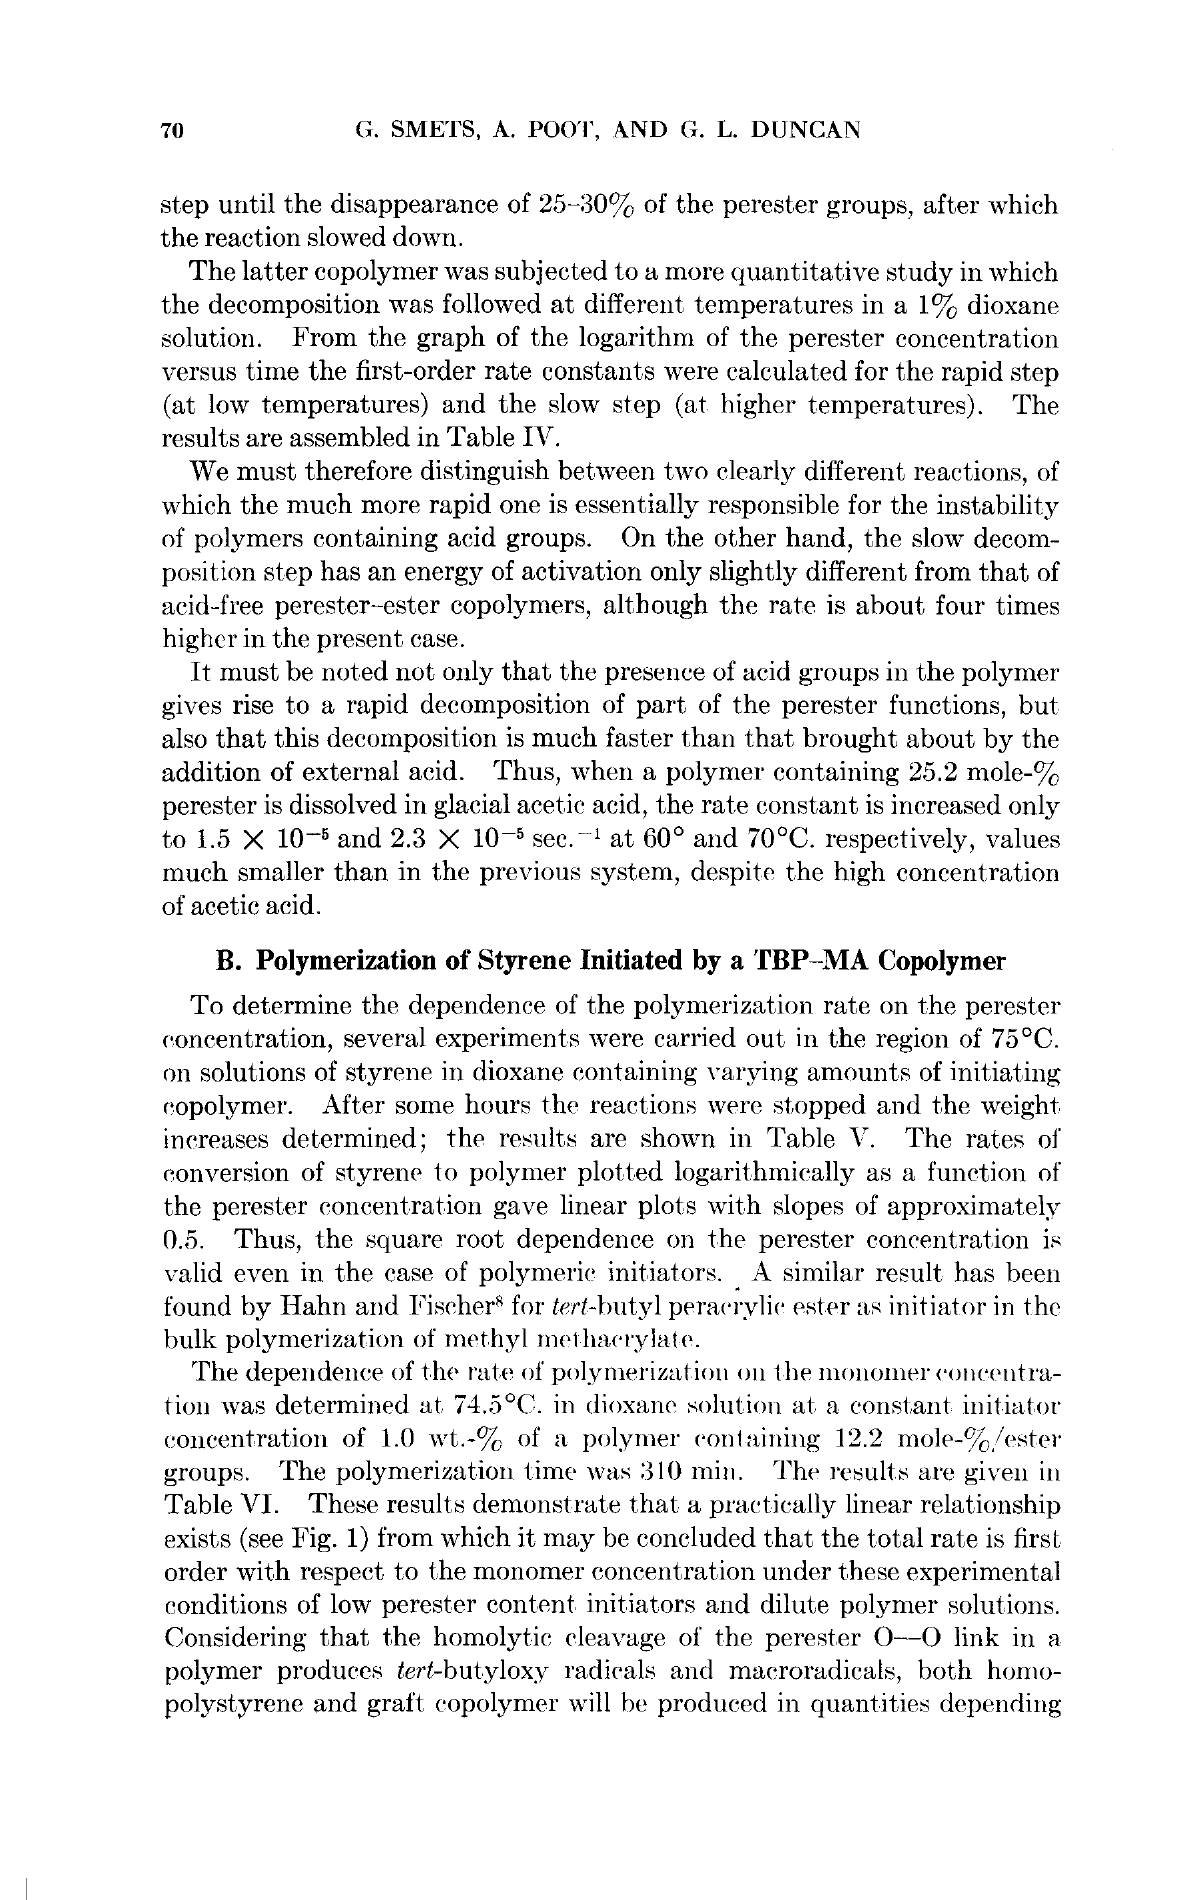 70 G. SMETS, A. POOT, AND G. L. DUNCAN
step until the disappearance of 25–30% of the perester groups, after which
the reaction slowed down.
The latter copolymer was subjected to a more quantitative study in which
the decomposition was followed at different temperatures in a 1% dioxane
solution. From the graph of the logarithm of the perester concentration
versus time the first-order rate constants were calculated for the rapid step
(at low temperatures) and the slow step (at higher temperatures). The
results are assembled in Table IV.
We must therefore distinguish between two clearly different reactions, of
which the much more rapid one is essentially responsible for the instability
of polymers containing acid groups. On the other hand, the slow decom-
position step has an energy of activation only slightly different from that of
acid-free perester–ester copolymers, although the rate is about four times
higher in the present case.
It must be noted not only that the presence of acid groups in the polymer
gives rise to a rapid decomposition of part of the perester functions, but
also that this decomposition is much faster than that brought about by the
addition of external acid. Thus, when a polymer containing 25.2 mole-%
perester is dissolved in glacial acetic acid, the rate constant is increased only
to 1.5 × 10⁻⁵ and 2.3 × 10⁻⁵ sec.⁻¹ at 60° and 70°C. respectively, values
much smaller than in the previous system, despite the high concentration
of acetic acid.
B. Polymerization of Styrene Initiated by a TBP–MA Copolymer
To determine the dependence of the polymerization rate on the perester
concentration, several experiments were carried out in the region of 75°C.
on solutions of styrene in dioxane containing varying amounts of initiating
copolymer. After some hours the reactions were stopped and the weight
increases determined; the results are shown in Table V. The rates of
conversion of styrene to polymer plotted logarithmically as a function of
the perester concentration gave linear plots with slopes of approximately
0.5. Thus, the square root dependence on the perester concentration is
valid even in the case of polymeric initiators. A similar result has been
found by Hahn and Fischer⁸ for tert-butyl peracrylic ester as initiator in the
bulk polymerization of methyl methacrylate.
The dependence of the rate of polymerization on the monomer concentra-
tion was determined at 74.5°C. in dioxane solution at a constant initiator
concentration of 1.0 wt.-% of a polymer containing 12.2 mole-%/ester
groups. The polymerization time was 310 min. The results are given in
Table VI. These results demonstrate that a practically linear relationship
exists (see Fig. 1) from which it may be concluded that the total rate is first
order with respect to the monomer concentration under these experimental
conditions of low perester content initiators and dilute polymer solutions.
Considering that the homolytic cleavage of the perester O—O link in a
polymer produces tert-butyloxy radicals and macroradicals, both homo-
polystyrene and graft copolymer will be produced in quantities depending